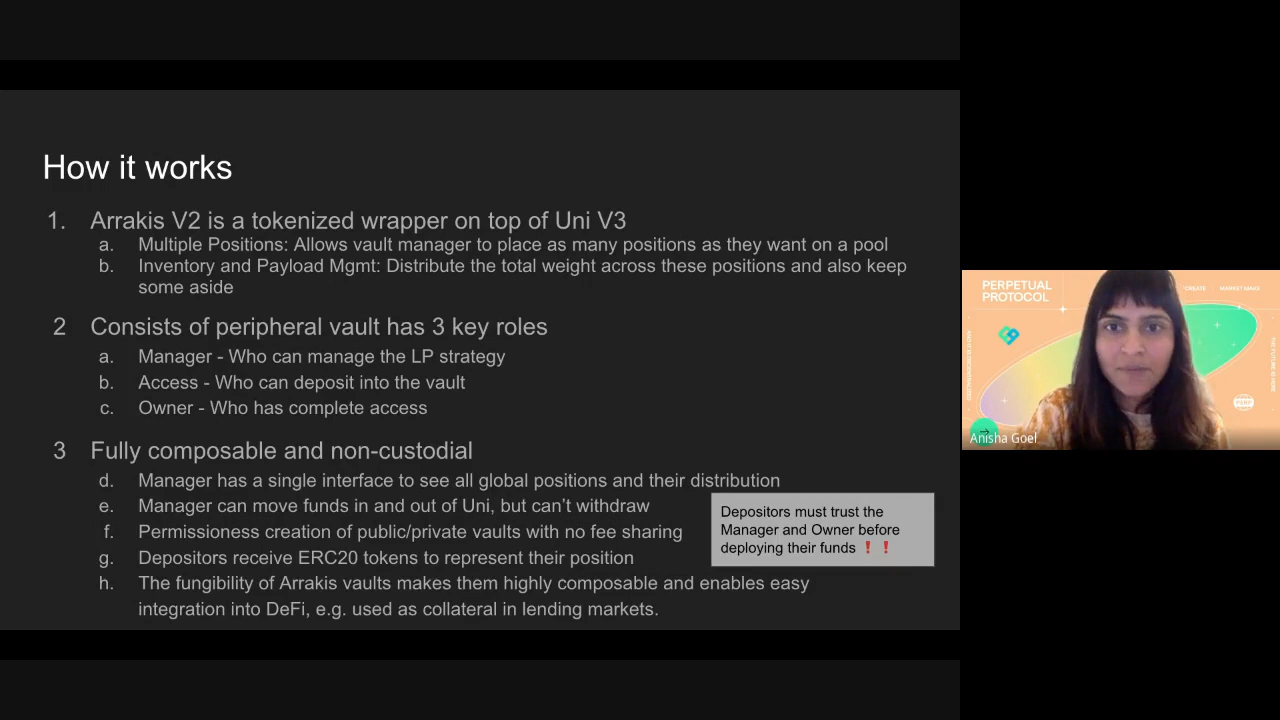 How it works
1. Arrakis V2 is a tokenized wrapper on top of Uni V3
a. Multiple Positions: Allows vault manager to place as many positions as they want on a pool
b. Inventory and Payload Mgmt: Distribute the total weight across these positions and also keep
some aside
2 Consists of peripheral vault has 3 key roles
a. Manager - Who can manage the LP strategy
b. Access - Who can deposit into the vault
c. Owner - Who has complete access
3 Fully composable and non-custodial
d. Manager has a single interface to see all global positions and their distribution
e. Manager can move funds in and out of Uni, but can’t withdraw
f. Permissioness creation of public/private vaults with no fee sharing
g. Depositors receive ERC20 tokens to represent their position
h. The fungibility of Arrakis vaults makes them highly composable and enables easy
integration into DeFi, e.g. used as collateral in lending markets.
Depositors must trust the
Manager and Owner before
deploying their funds ❗ ❗
PERPETUAL
PROTOCOL
CREATE
MARKET MAKE
PERP
Anisha Goel